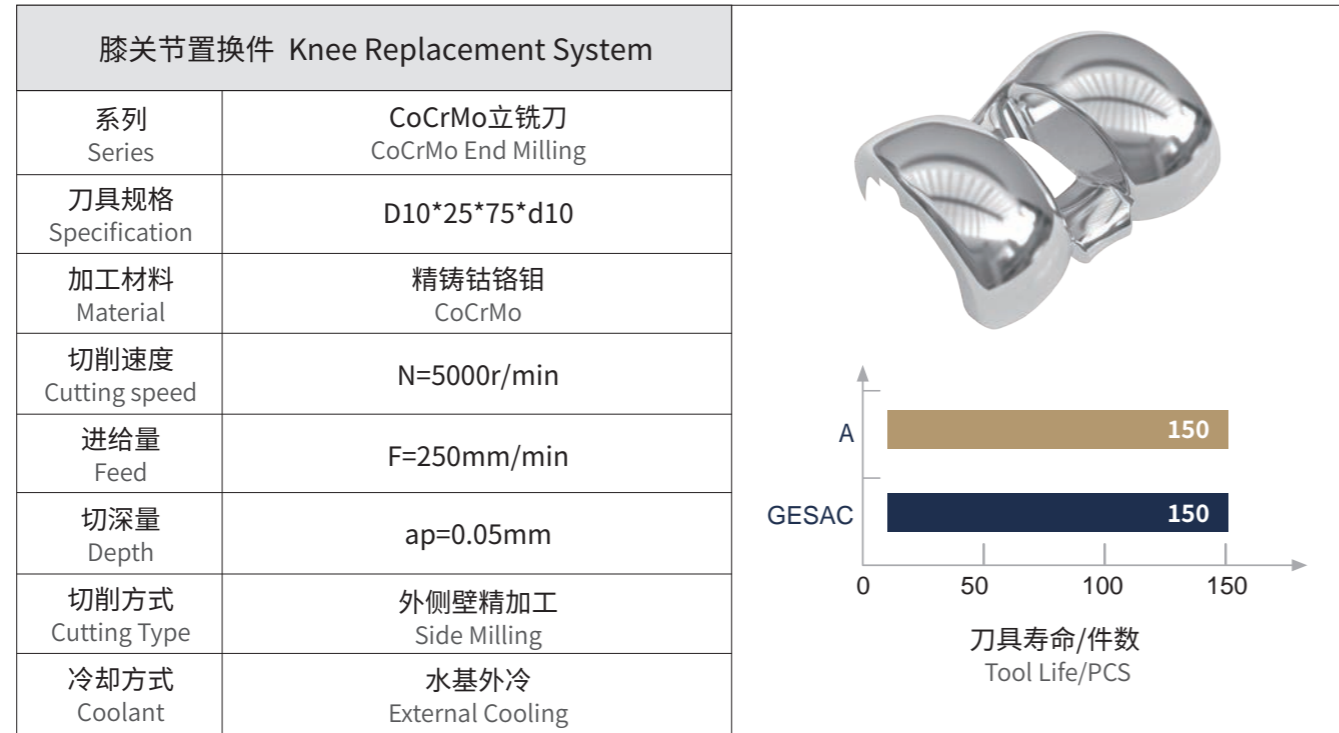 膝关节置换件 Knee Replacement System
系列
Series
CoCrMo立铣刀
CoCrMo End Milling
刀具规格
Specification
D10*25*75*d10
加工材料
Material
精铸钴铬钼
CoCrMo
切削速度
Cutting speed
N=5000r/min
进给量
Feed
F=250mm/min
切深量
Depth
ap=0.05mm
切削方式
Cutting Type
外侧壁精加工
Side Milling
冷却方式
Coolant
水基外冷
External Cooling
A
150
GESAC
150
0 50 100 150
刀具寿命/件数
Tool Life/PCS